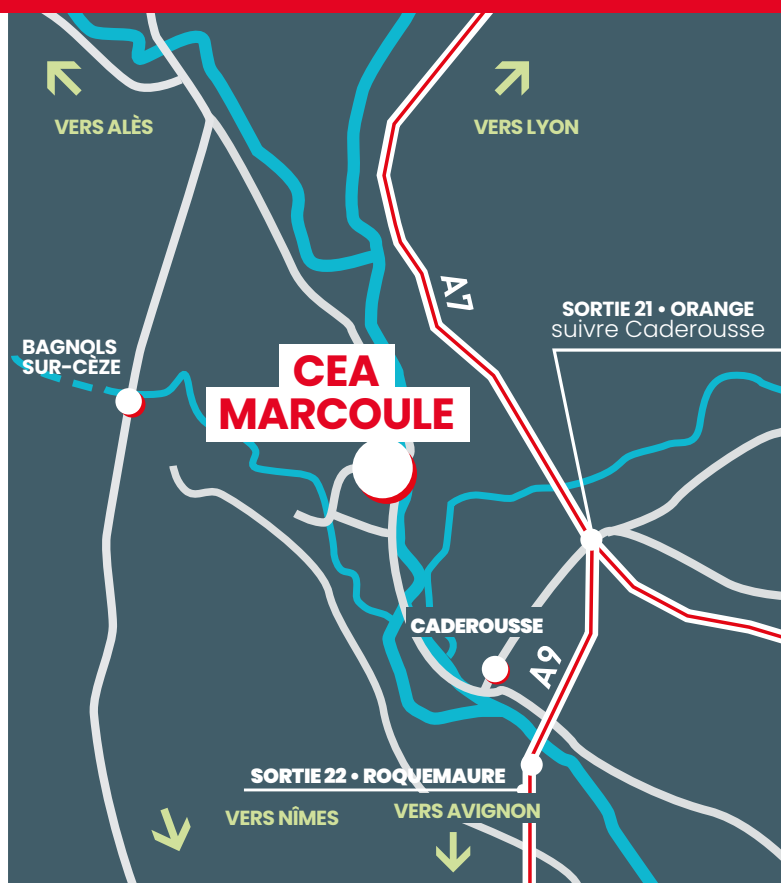 VERS ALÈS
VERS LYON
A7
SORTIE 21 • ORANGE
suivre Caderousse
BAGNOLS
SUR-CÈZE
CEA
MARCOULE
CADEROUSSE
A9
SORTIE 22 • ROQUEMAURE
VERS NÎMES
VERS AVIGNON